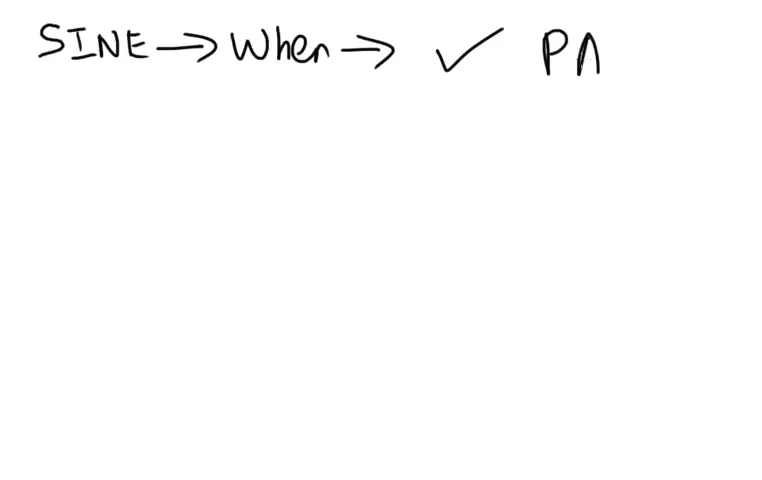 SINE → When → ✓ PA